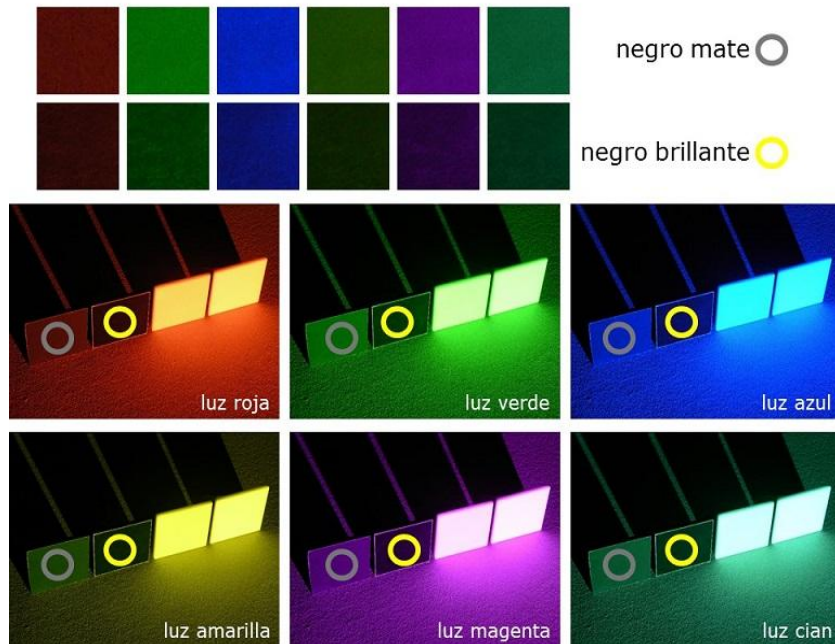 negro mate
negro brillante
luz roja
luz verde
luz azul
luz amarilla
luz magenta
luz cian